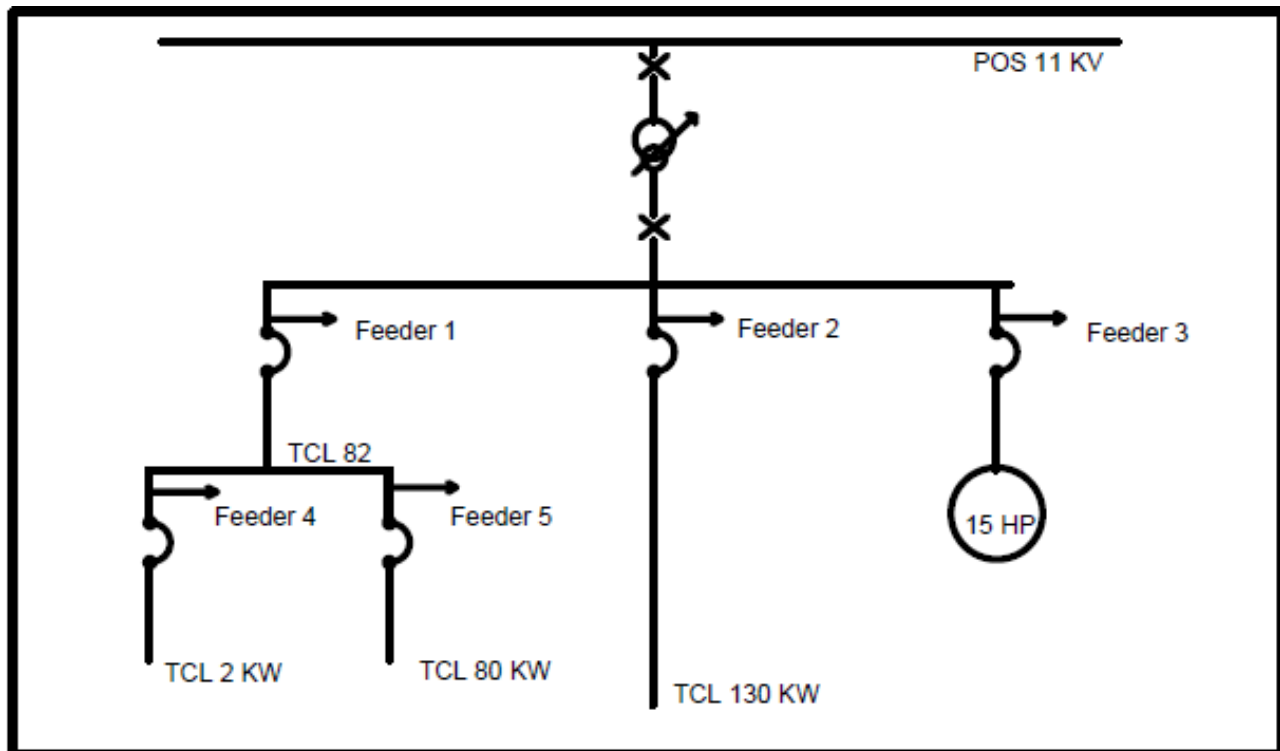 POS 11 KV
Feeder 1
Feeder 2
Feeder 3
TCL 82
Feeder 4
Feeder 5
15 HP
TCL 2 KW
TCL 80 KW
TCL 130 KW